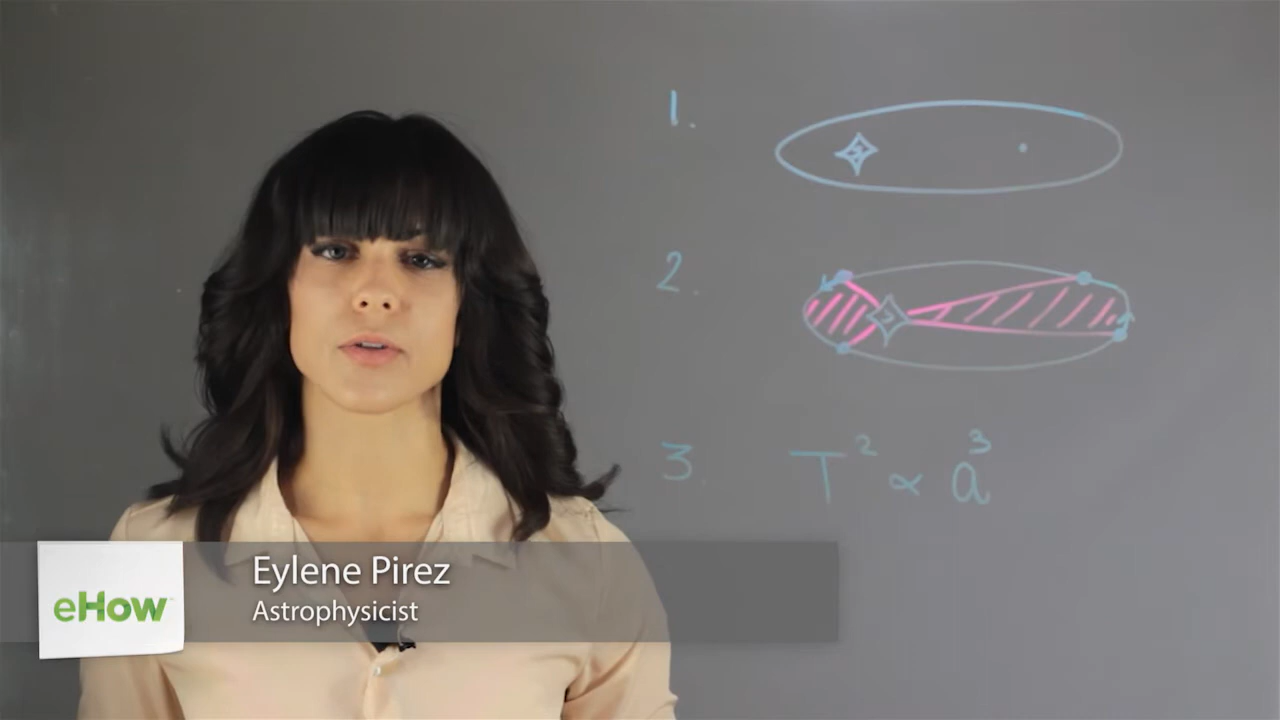 1.
2.
3.
T² ∝ a³
Eylene Pirez
eHow
Astrophysicist